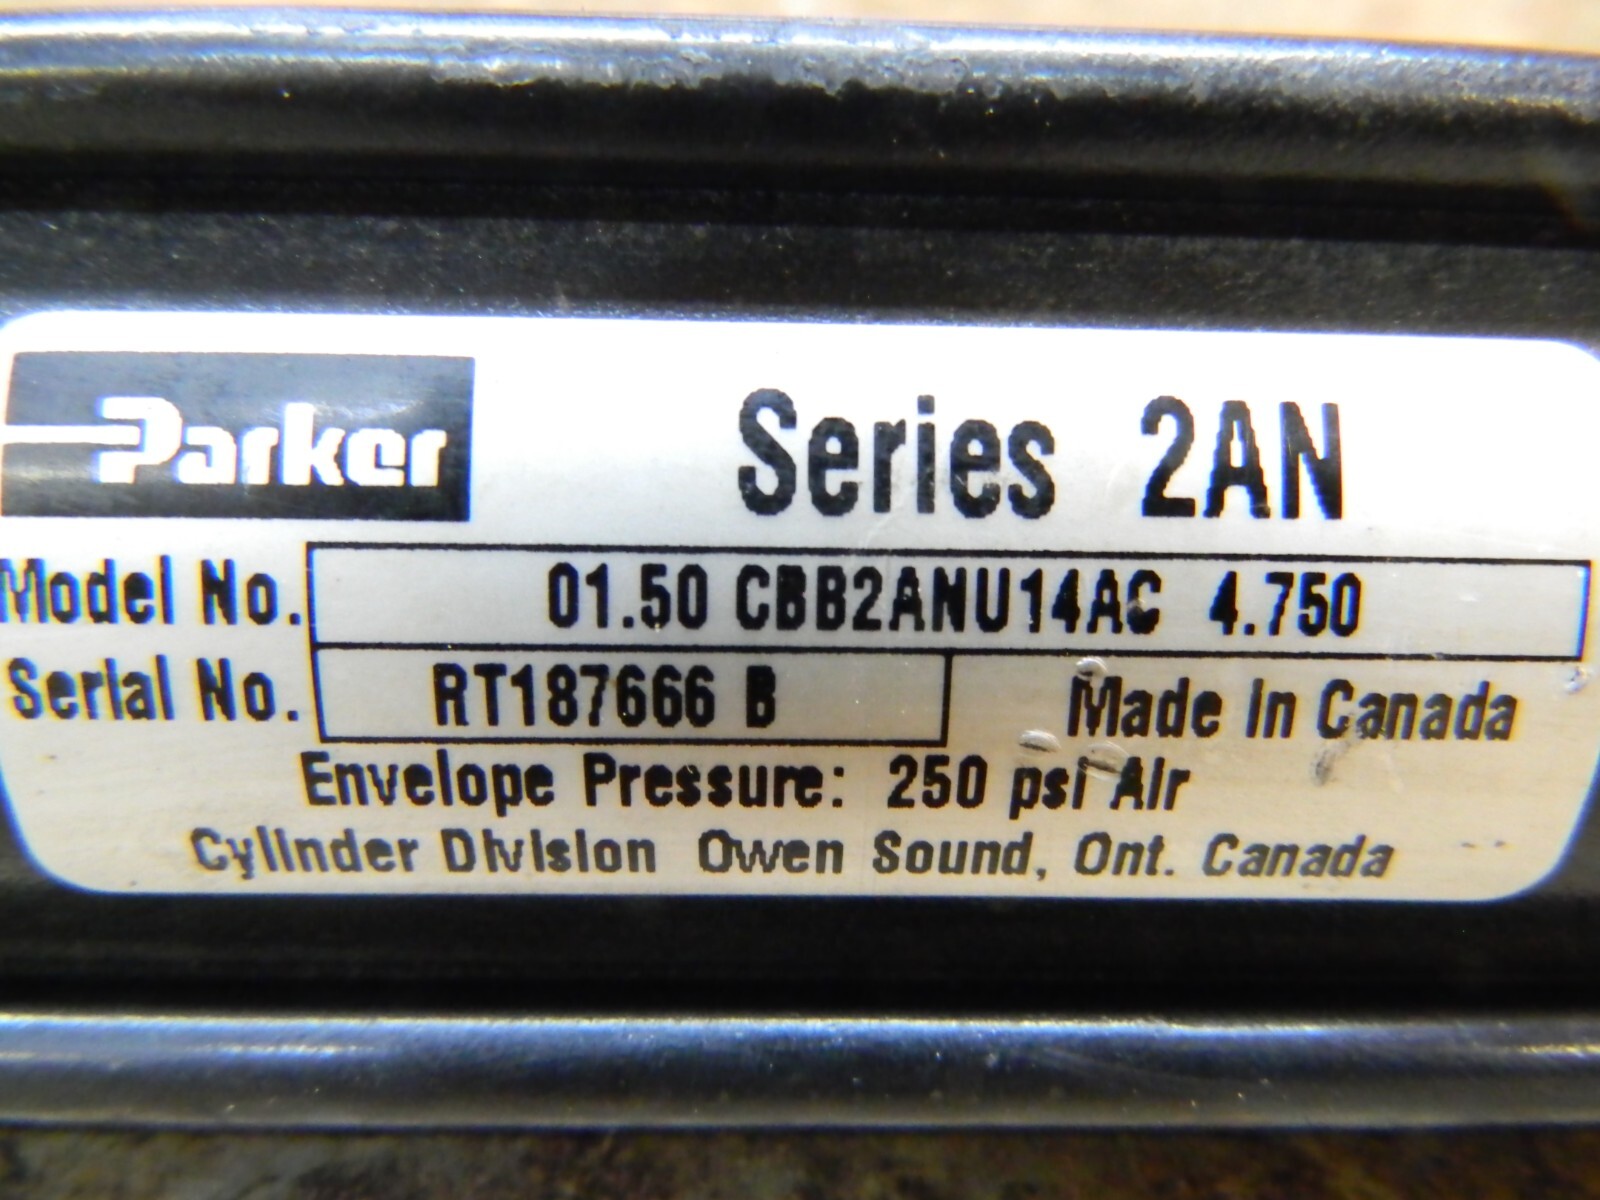 Parker
Series 2AN
Model No. 01.50 CBB2ANU14AC 4.750
Serial No. RT187666 B Made In Canada
Envelope Pressure: 250 psi Air
Cylinder Division Owen Sound, Ont. Canada